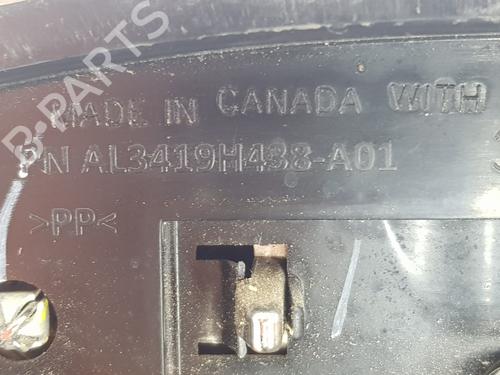 B-PARTS
MADE IN CANADA WITH
PN AL3419H438-A01
>PP<